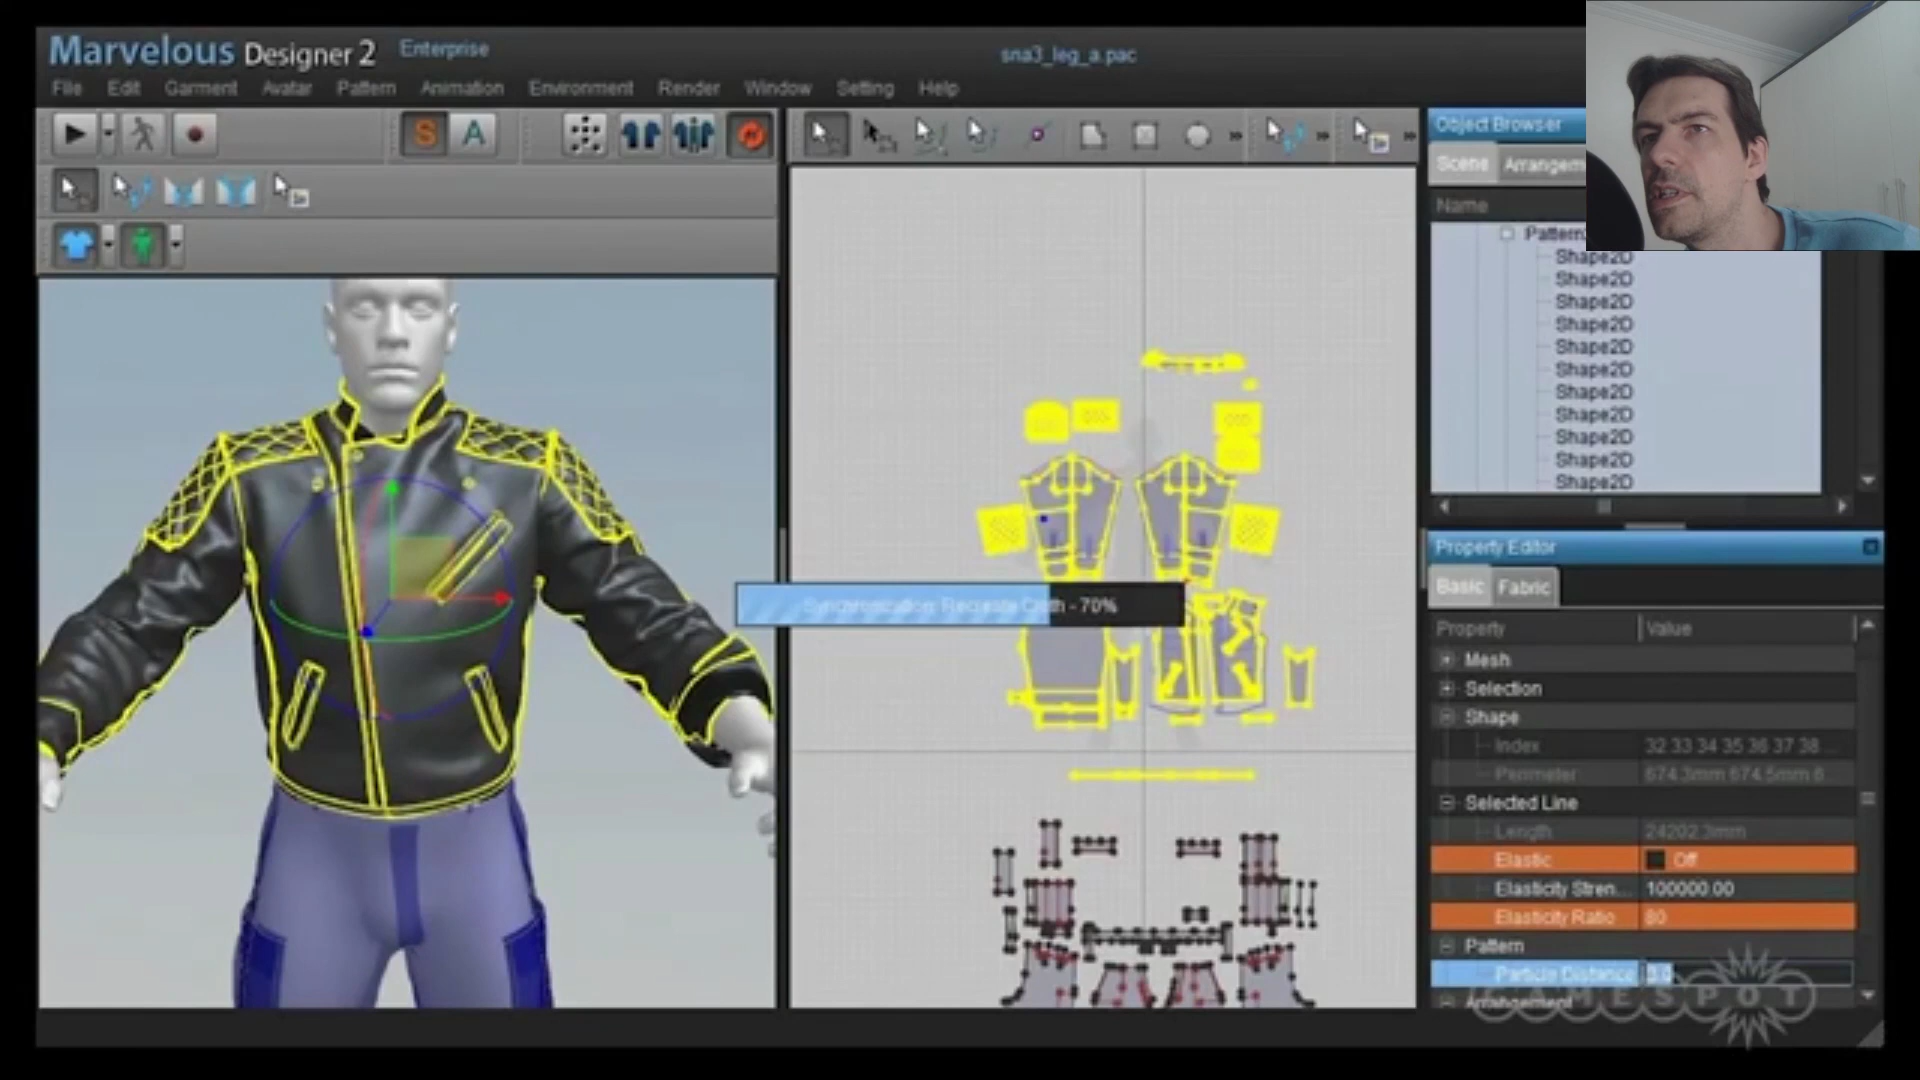 Marvelous Designer 2 Enterprise
sna3_leg_a.pac
File Edit Garment Avatar Pattern Animation Environment Render Window Setting Help
S A
Object Browser
Scene
Name
Shape2D
Shape2D
Shape2D
Shape2D
Shape2D
Shape2D
Shape2D
Shape2D
Shape2D
Shape2D
Shape2D
Synchronization: Recreate Cloth - 70%
Property Editor
Basic Fabric
Property Value
Mesh
Selection
Shape
Index 32 33 34 35 36 37 38 ...
Perimeter 674.3mm 674.5mm 6...
Selected Line
Length 24202.3mm
Elastic Off
Elasticity Stren... 100000.00
Elasticity Ratio 80
Pattern
Particle Distance
Arrangement
GAMESPOT